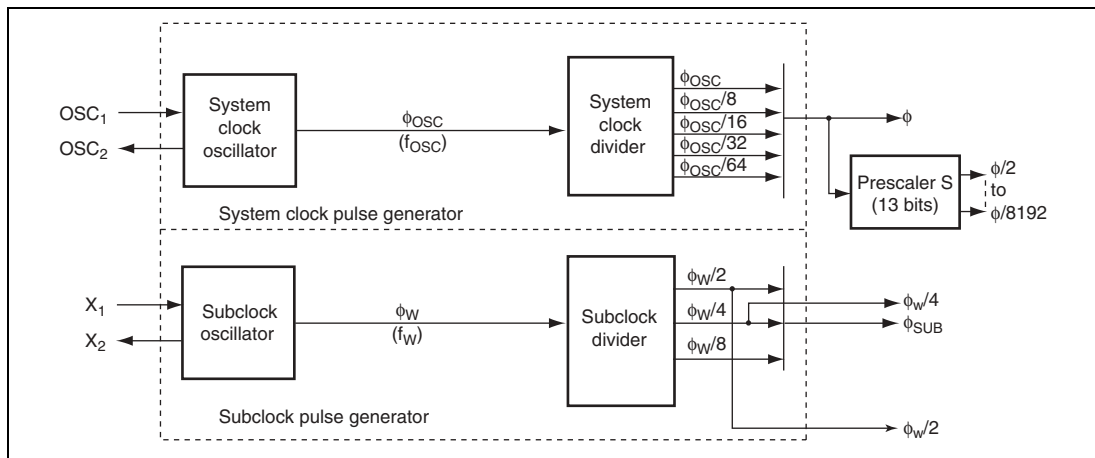 OSC₁
OSC₂
System
clock
oscillator
ϕOSC
(fOSC)
System
clock
divider
ϕOSC
ϕOSC/8
ϕOSC/16
ϕOSC/32
ϕOSC/64
ϕ
Prescaler S
(13 bits)
ϕ/2
to
ϕ/8192
System clock pulse generator
X₁
X₂
Subclock
oscillator
ϕW
(fW)
Subclock
divider
ϕW/2
ϕW/4
ϕW/8
ϕw/4
ϕSUB
ϕw/2
Subclock pulse generator